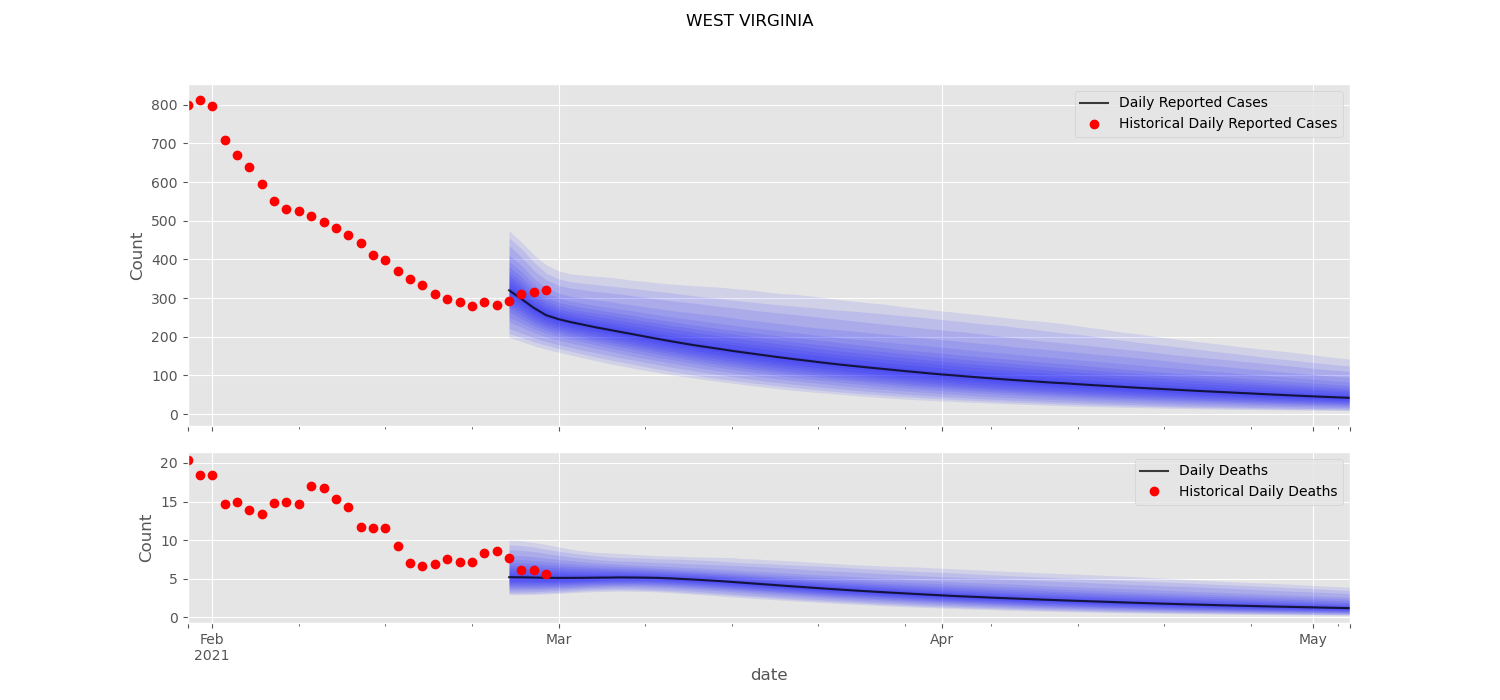 WEST VIRGINIA
Daily Reported Cases
Historical Daily Reported Cases
800
700
600
500
400
300
200
100
0
Count
Daily Deaths
Historical Daily Deaths
20
15
10
5
0
Count
Feb Mar Apr May
2021
date